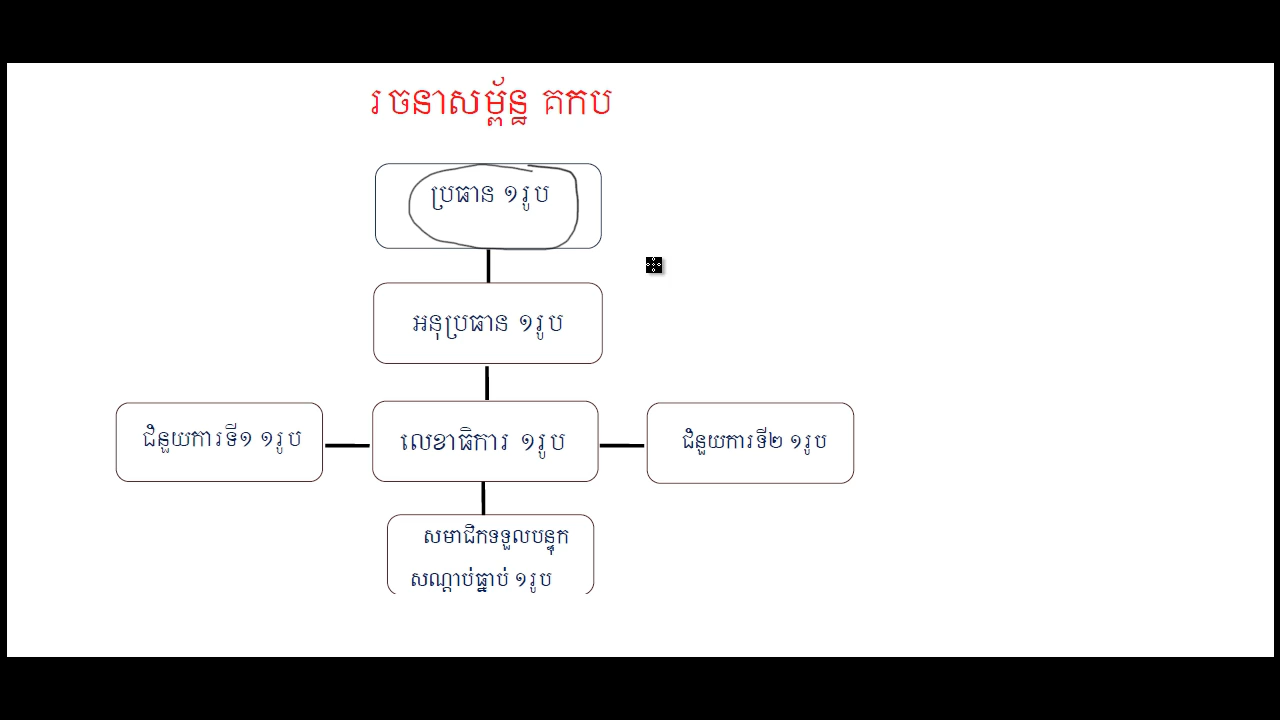 រចនាសម្ព័ន្ធ គកប
ប្រធាន ១រូប
អនុប្រធាន ១រូប
ជំនួយការទី១ ១រូប
លេខាធិការ ១រូប
ជំនួយការទី២ ១រូប
សមាជិកទទួលបន្ទុក
សណ្តាប់ធ្នាប់ ១រូប